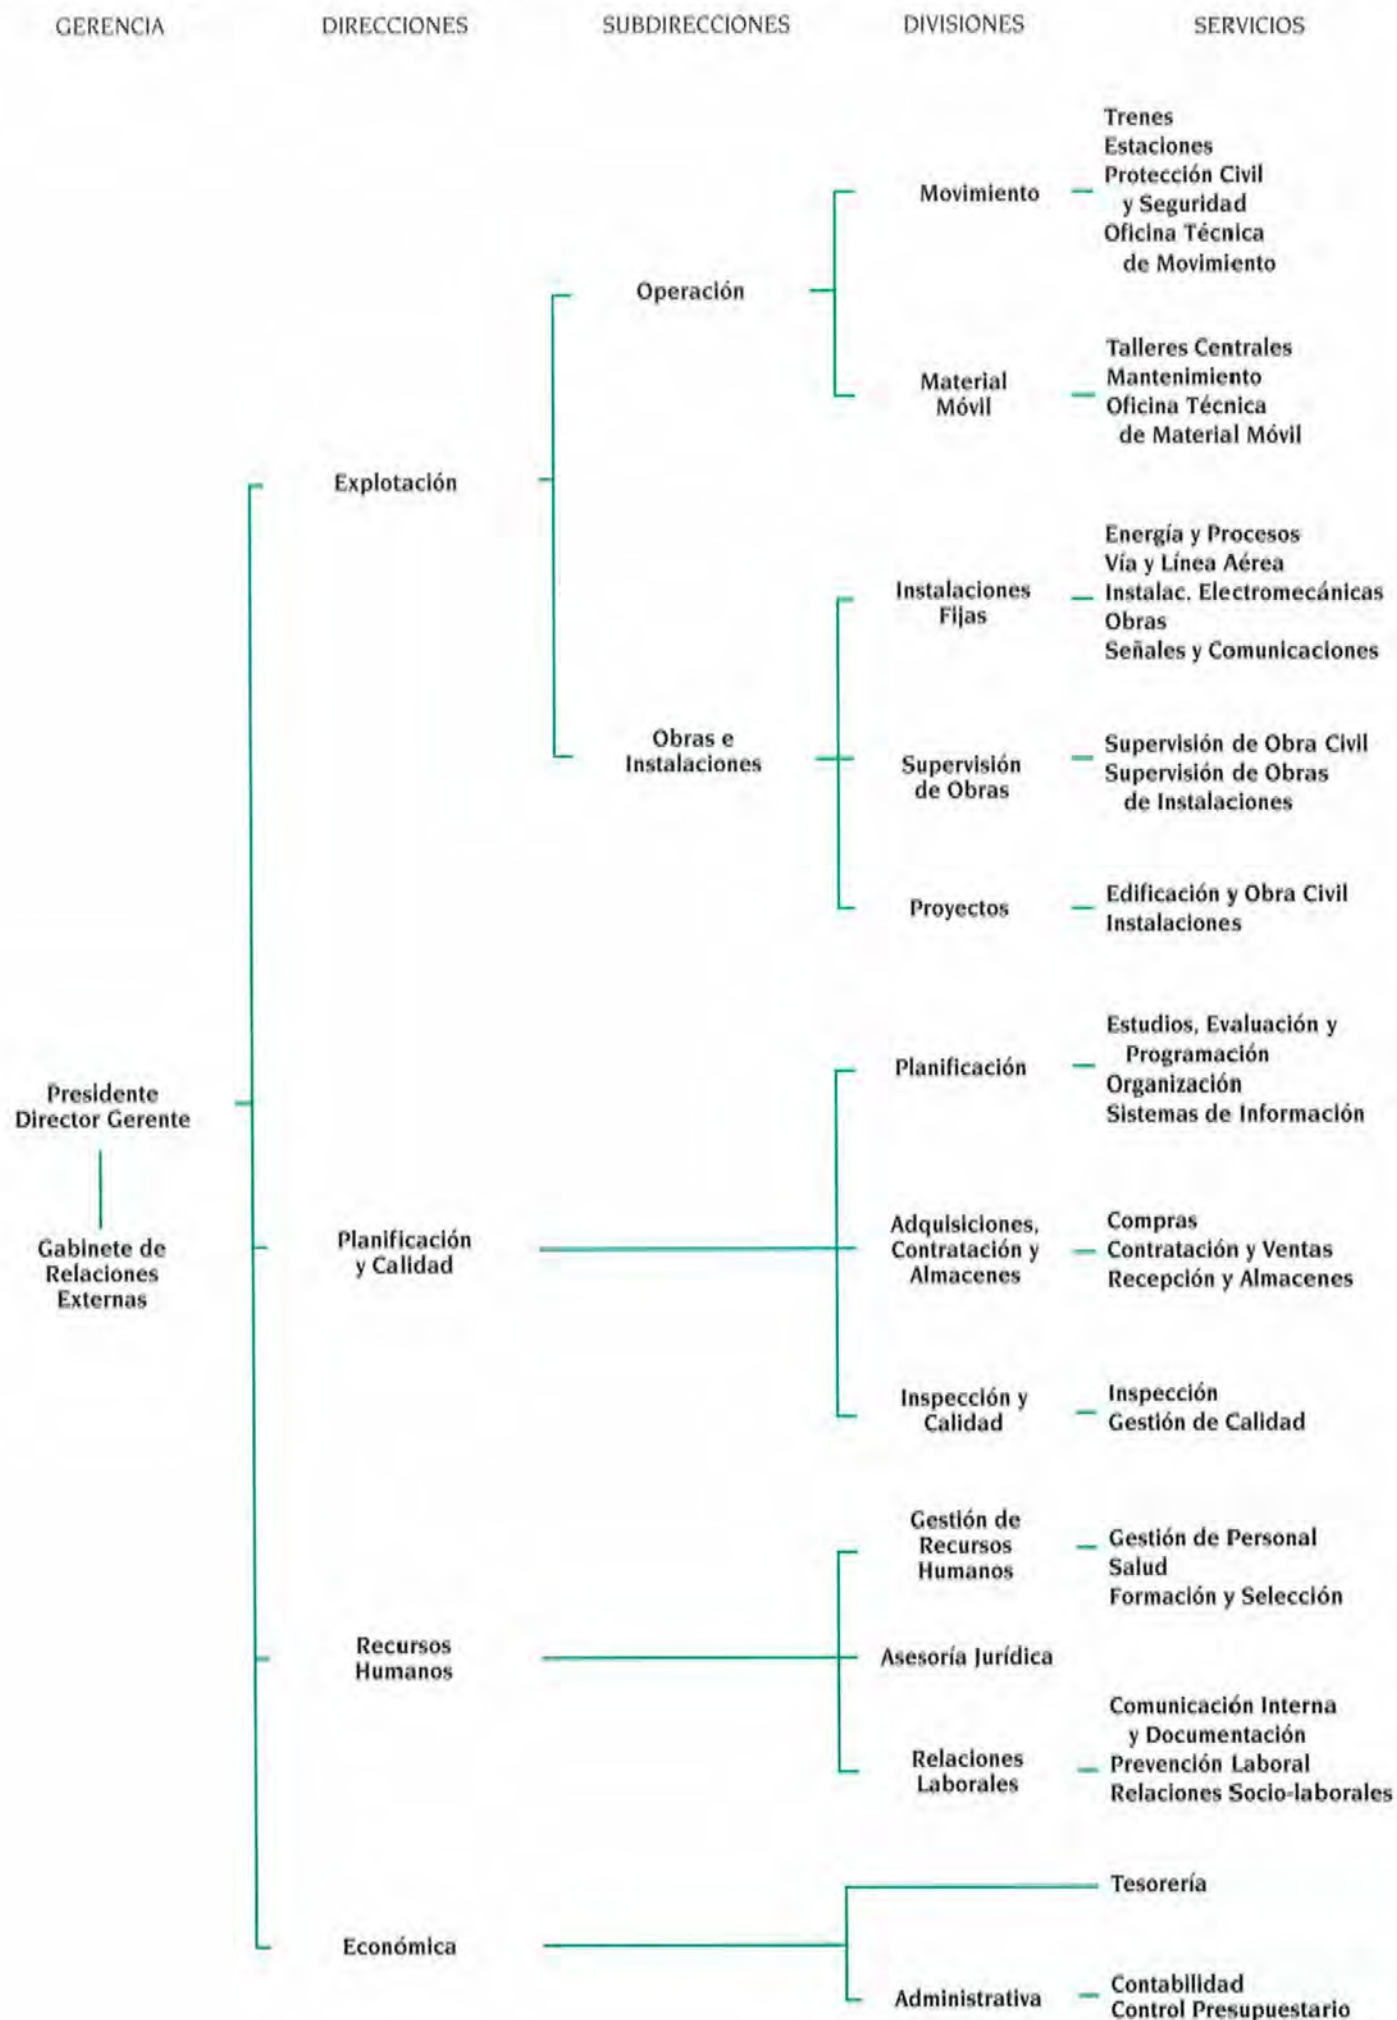 GERENCIA DIRECCIONES SUBDIRECCIONES DIVISIONES SERVICIOS
Trenes
Estaciones
Protección Civil
y Seguridad
Oficina Técnica
de Movimiento
Movimiento
Operación
Talleres Centrales
Mantenimiento
Oficina Técnica
de Material Móvil
Material
Móvil
Explotación
Energía y Procesos
Vía y Línea Aérea
Instalac. Electromecánicas
Obras
Señales y Comunicaciones
Instalaciones
Fijas
Obras e
Instalaciones
Supervisión
de Obras
Supervisión de Obra Civil
Supervisión de Obras
de Instalaciones
Proyectos
Edificación y Obra Civil
Instalaciones
Presidente
Director Gerente
Gabinete de
Relaciones
Externas
Planificación
Estudios, Evaluación y
Programación
Organización
Sistemas de Información
Planificación
y Calidad
Adquisiciones,
Contratación y
Almacenes
Compras
Contratación y Ventas
Recepción y Almacenes
Inspección y
Calidad
Inspección
Gestión de Calidad
Gestión de
Recursos
Humanos
Gestión de Personal
Salud
Formación y Selección
Recursos
Humanos
Asesoría Jurídica
Relaciones
Laborales
Comunicación Interna
y Documentación
Prevención Laboral
Relaciones Socio-laborales
Económica
Tesorería
Administrativa
Contabilidad
Control Presupuestario